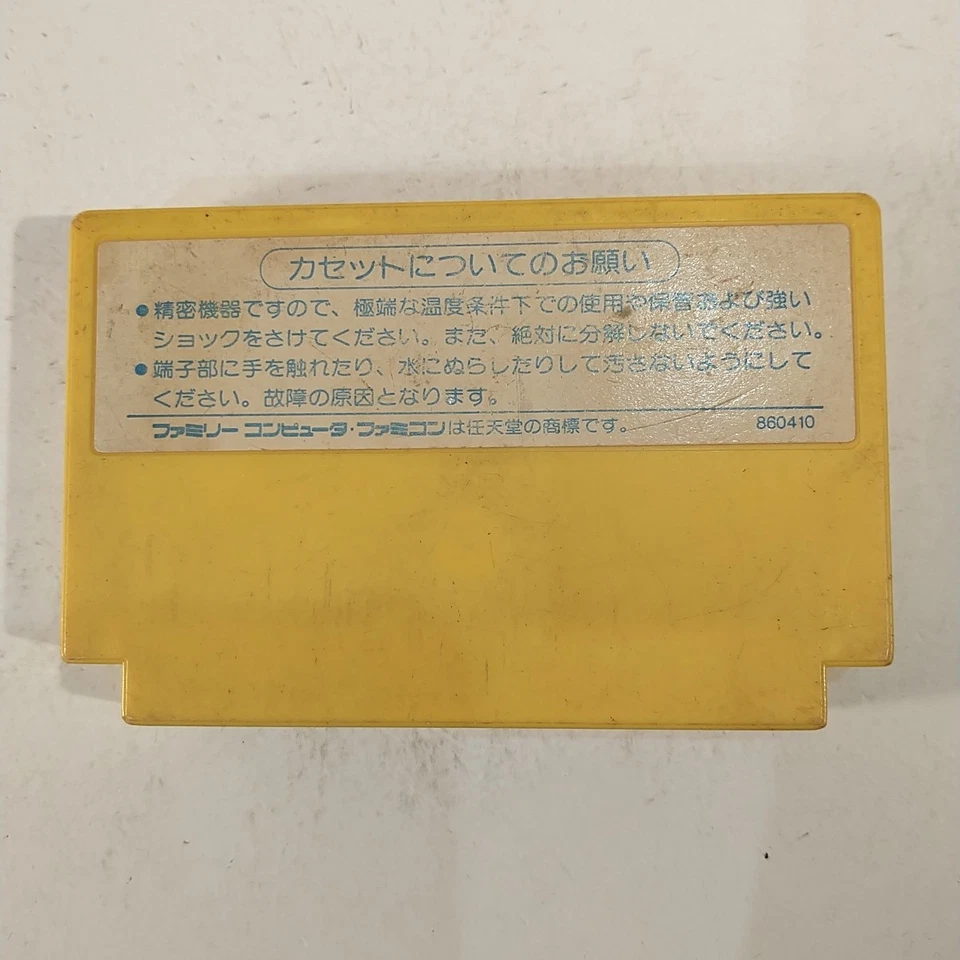 カセットについてのお願い
●精密機器ですので、極端な温度条件下での使用や保管および強い
ショックをさけてください。また、絶対に分解しないでください。
●端子部に手を触れたり、水にぬらしたりして汚さないようにして
ください。故障の原因となります。
ファミリー コンピュータ・ファミコンは任天堂の商標です。 860410